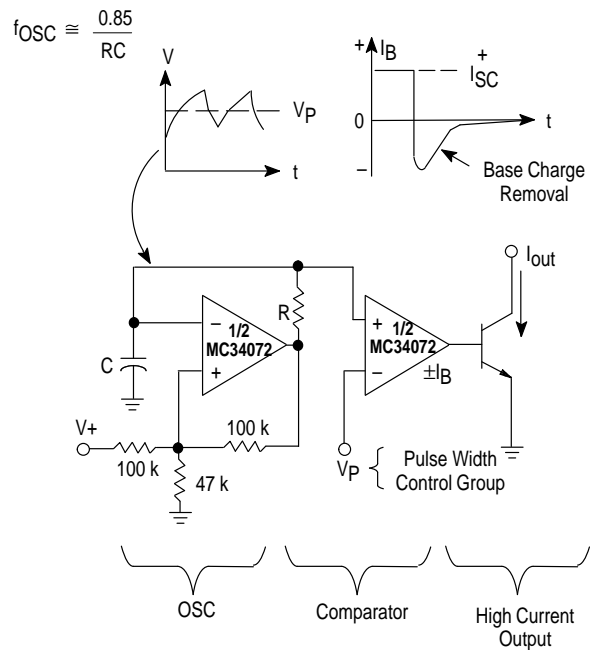 fOSC ≅ 0.85
RC
V
VP
t
+
IB
+
ISC
0
t
−
Base Charge
Removal
Iout
R
−
1/2
MC34072
+
C
+
1/2
MC34072
−
±IB
V+
100 k
100 k
47 k
VP
Pulse Width
Control Group
OSC
Comparator
High Current
Output